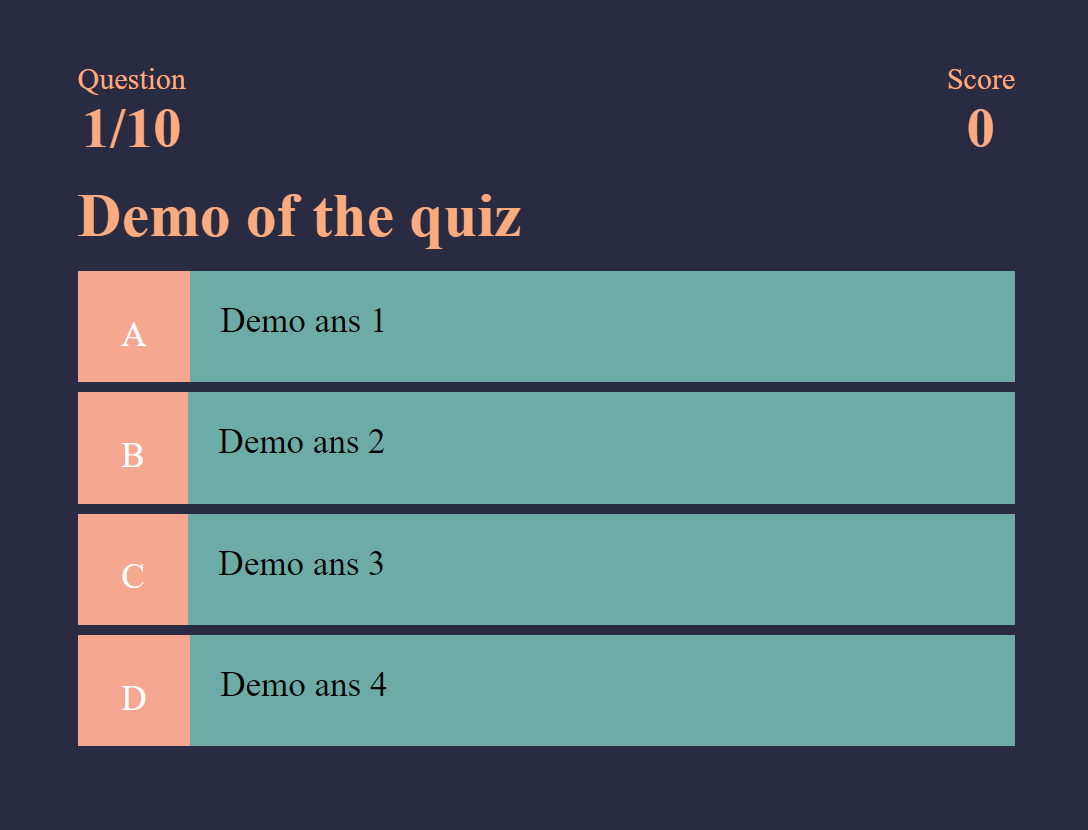 Question
Score
1/10
0
Demo of the quiz
A Demo ans 1
B Demo ans 2
C Demo ans 3
D Demo ans 4